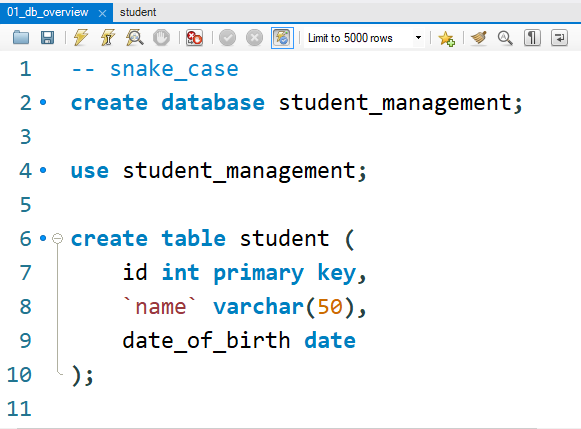 01_db_overview × student
Limit to 5000 rows
1 -- snake_case
2 create database student_management;
3
4 use student_management;
5
6 create table student (
7 id int primary key,
8 `name` varchar(50),
9 date_of_birth date
10 );
11